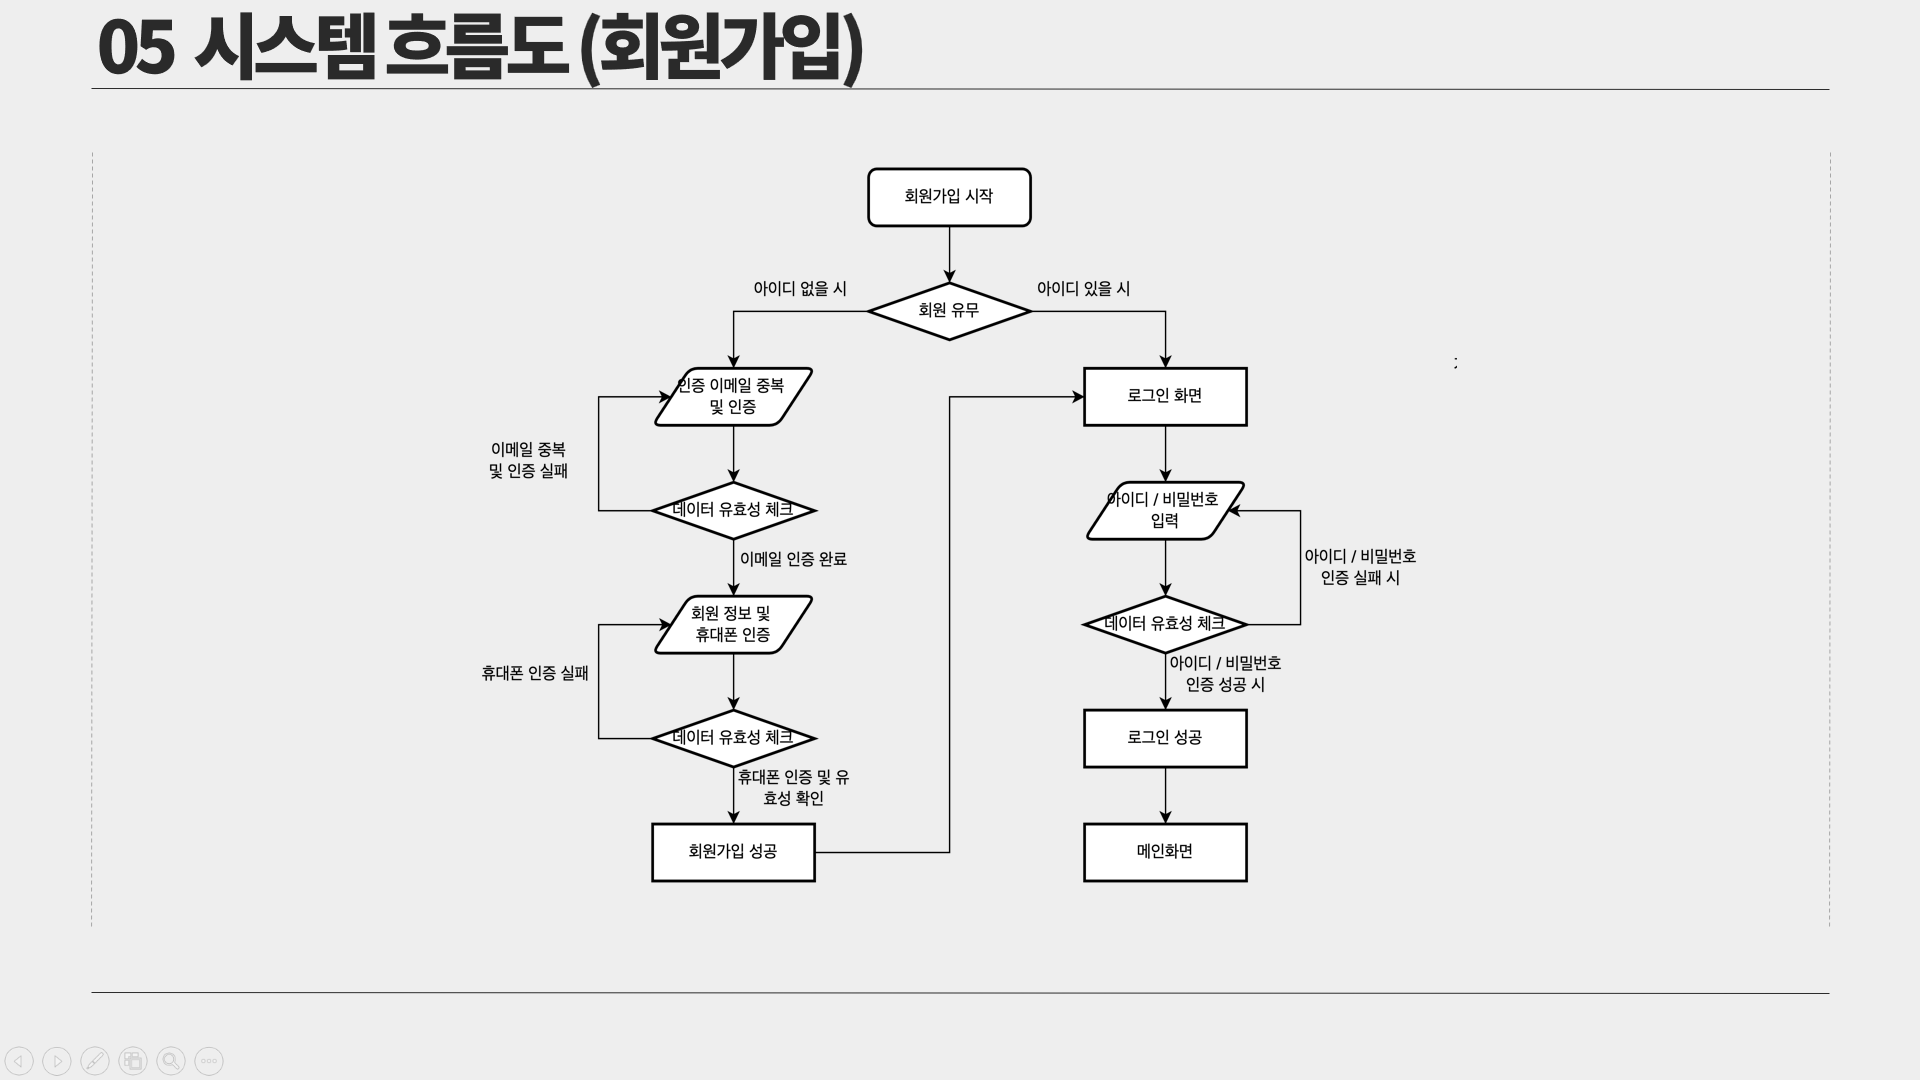 05 시스템 흐름도 (회원가입)
회원가입 시작
아이디 없을 시
아이디 있을 시
회원 유무
인증 이메일 중복
및 인증
로그인 화면
이메일 중복
및 인증 실패
데이터 유효성 체크
아이디 / 비밀번호
입력
이메일 인증 완료
아이디 / 비밀번호
인증 실패 시
회원 정보 및
휴대폰 인증
데이터 유효성 체크
휴대폰 인증 실패
아이디 / 비밀번호
인증 성공 시
데이터 유효성 체크
로그인 성공
휴대폰 인증 및 유
효성 확인
회원가입 성공
메인화면